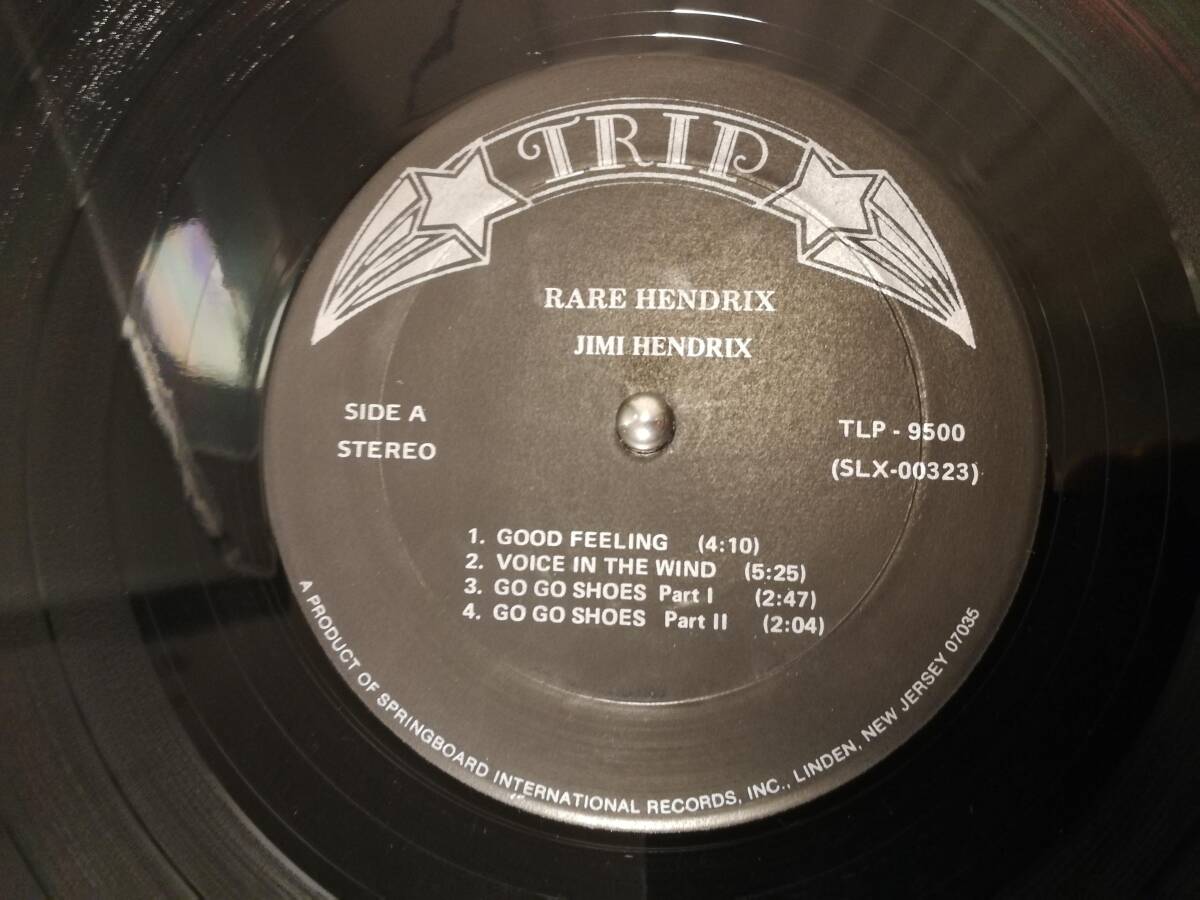 TRIP
RARE HENDRIX
JIMI HENDRIX
SIDE A
STEREO
TLP - 9500
(SLX-00323)
1. GOOD FEELING (4:10)
2. VOICE IN THE WIND (5:25)
3. GO GO SHOES Part I (2:47)
4. GO GO SHOES Part II (2:04)
A PRODUCT OF SPRINGBOARD INTERNATIONAL RECORDS, INC., LINDEN, NEW JERSEY 07035